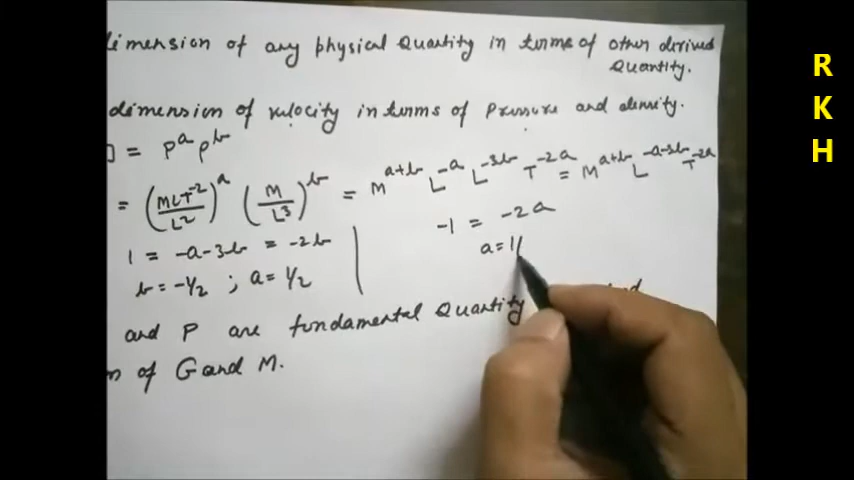 dimension of any physical Quantity in terms of other derived
Quantity.
dimension of velocity in terms of Pressure and density.
] = P^a ρ^b
= (MLT^-2/L^2)^a (M/L^3)^b = M^a+b L^-a L^-3b T^-2a = M^a+b L^-a-3b T^-2a
1 = -a-3b = -2b
-1 = -2a
a = 1/
b = -1/2 ; a = 1/2
and P are fundamental Quantity
of G and M.
R
K
H